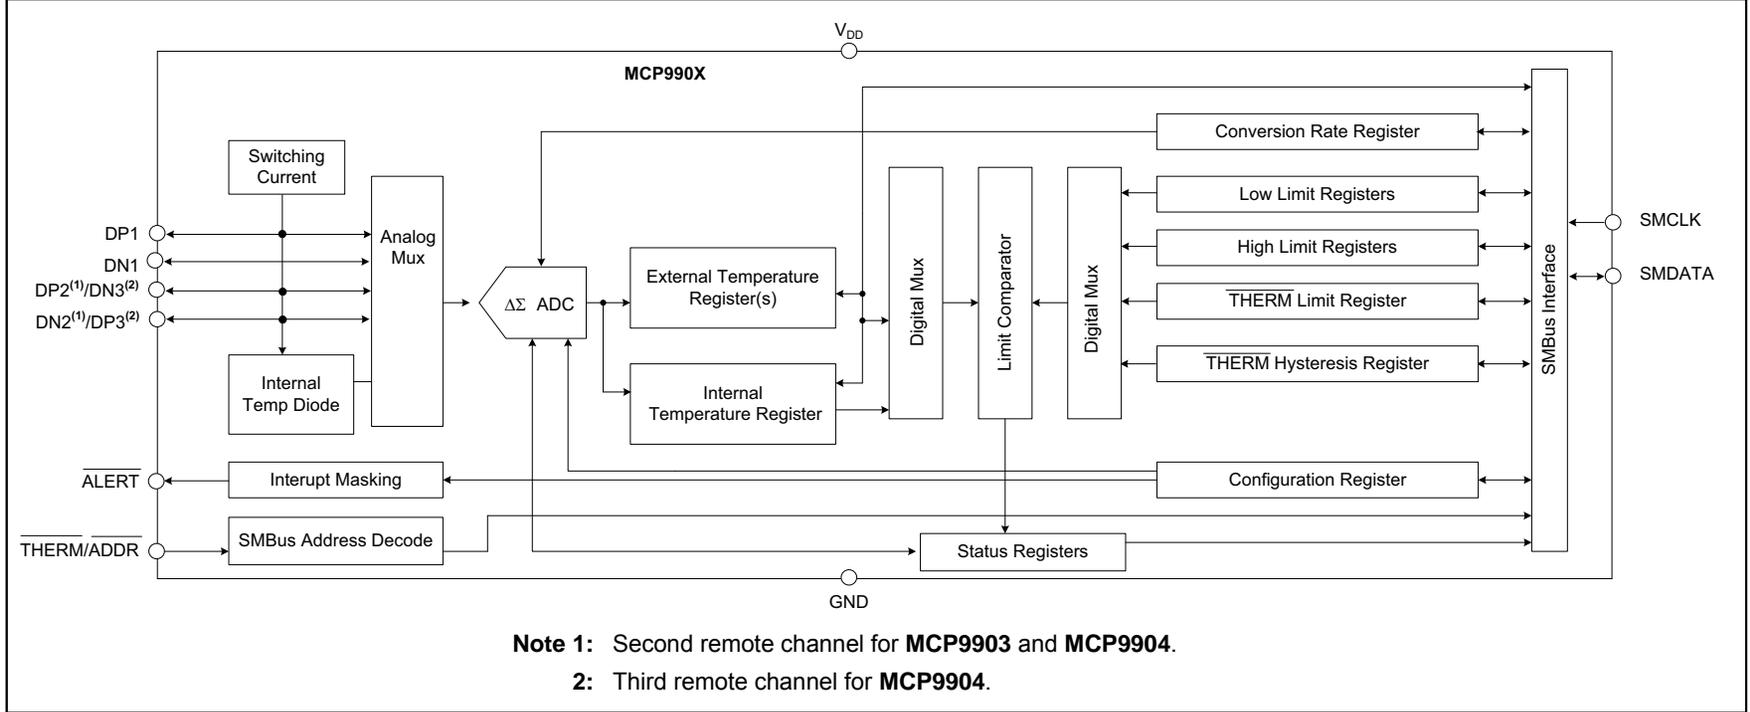 V_DD
MCP990X
Switching
Current
Conversion Rate Register
Low Limit Registers
High Limit Registers
THERM Limit Register
THERM Hysteresis Register
SMBus Interface
SMCLK
SMDATA
DP1
DN1
DP2(1)/DN3(2)
DN2(1)/DP3(2)
Analog
Mux
ΔΣ ADC
External Temperature
Register(s)
Internal
Temperature Register
Digital Mux
Limit Comparator
Digital Mux
Internal
Temp Diode
ALERT
Interupt Masking
Configuration Register
THERM/ADDR
SMBus Address Decode
Status Registers
GND
Note 1: Second remote channel for MCP9903 and MCP9904.
2: Third remote channel for MCP9904.